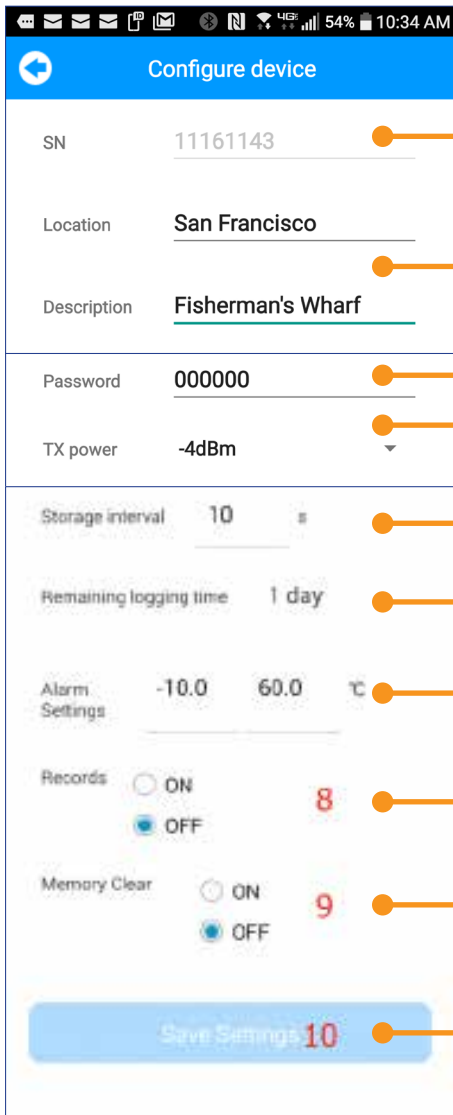 4G 54% 10:34 AM
Configure device
SN 11161143
Location San Francisco
Description Fisherman's Wharf
Password 000000
TX power -4dBm
Storage interval 10 s
Remaining logging time 1 day
Alarm Settings -10.0 60.0 °C
Records ON
OFF 8
Memory Clear ON
OFF 9
Save Settings 10